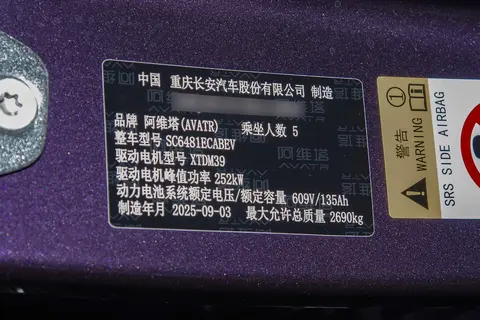 中国 重庆长安汽车股份有限公司 制造
品牌 阿维塔(AVATR) 乘坐人数 5
整车型号 SC6481ECABEV
驱动电机型号 XTDM39
驱动电机峰值功率 252kW
动力电池系统额定电压/额定容量 609V/135Ah
制造年月 2025-09-03 最大允许总质量 2690kg
警告
WARNING
SRS SIDE AIRBAG